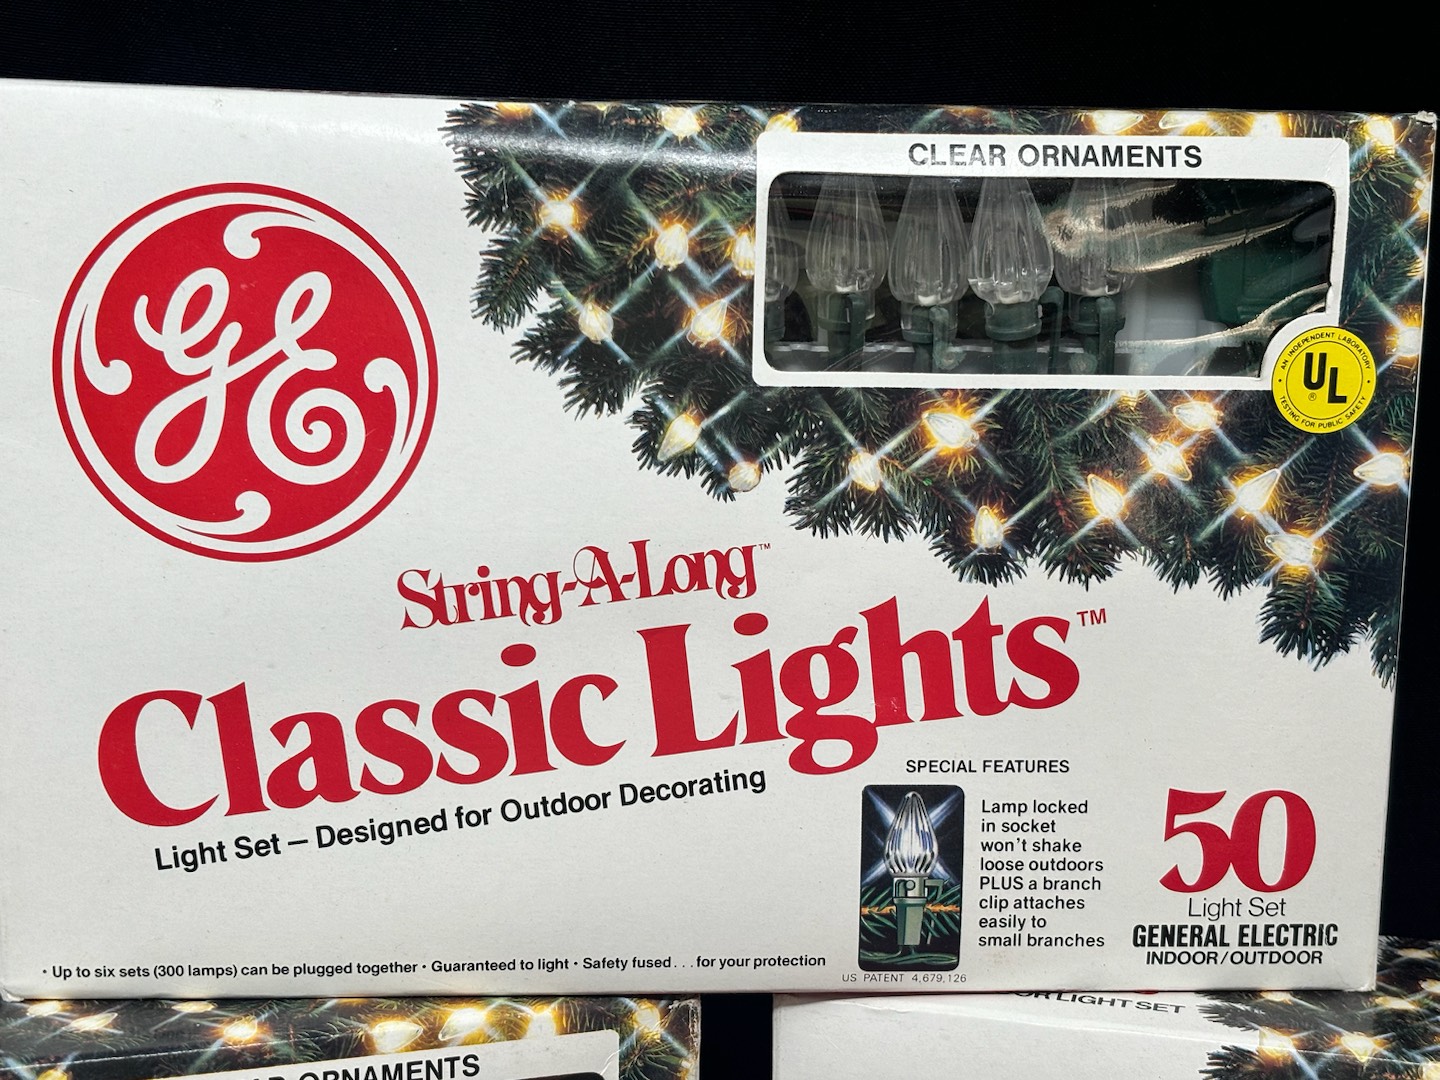 CLEAR ORNAMENTS
GE
AN INDEPENDENT LABORATORY
UL
®
TESTING FOR PUBLIC SAFETY
String-A-Long™
Classic Lights™
Light Set – Designed for Outdoor Decorating
SPECIAL FEATURES
Lamp locked
in socket
won't shake
loose outdoors
PLUS a branch
clip attaches
easily to
small branches
50
Light Set
GENERAL ELECTRIC
INDOOR/OUTDOOR
• Up to six sets (300 lamps) can be plugged together • Guaranteed to light • Safety fused...for your protection
US PATENT 4,679,126
LIGHT SET
ORNAMENTS